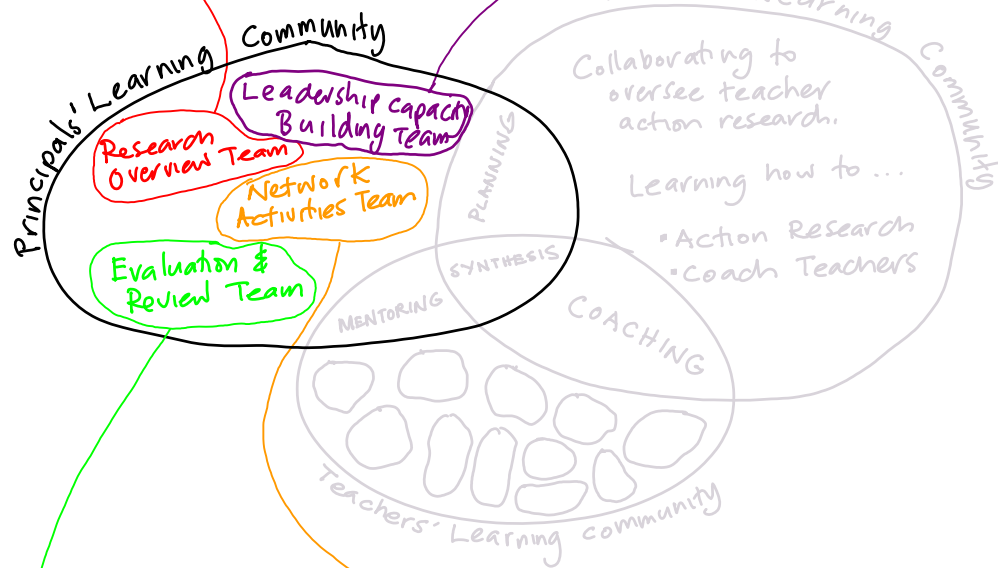 Principals' Learning Community
Leadership Capacity
Building Team
Research
Overview Team
Network
Activities Team
Evaluation &
Review Team
Community
Collaborating to
oversee teacher
action research.
Learning how to ...
• Action Research
• Coach Teachers
PLANNING
SYNTHESIS
MENTORING
COACHING
Teachers' Learning Community